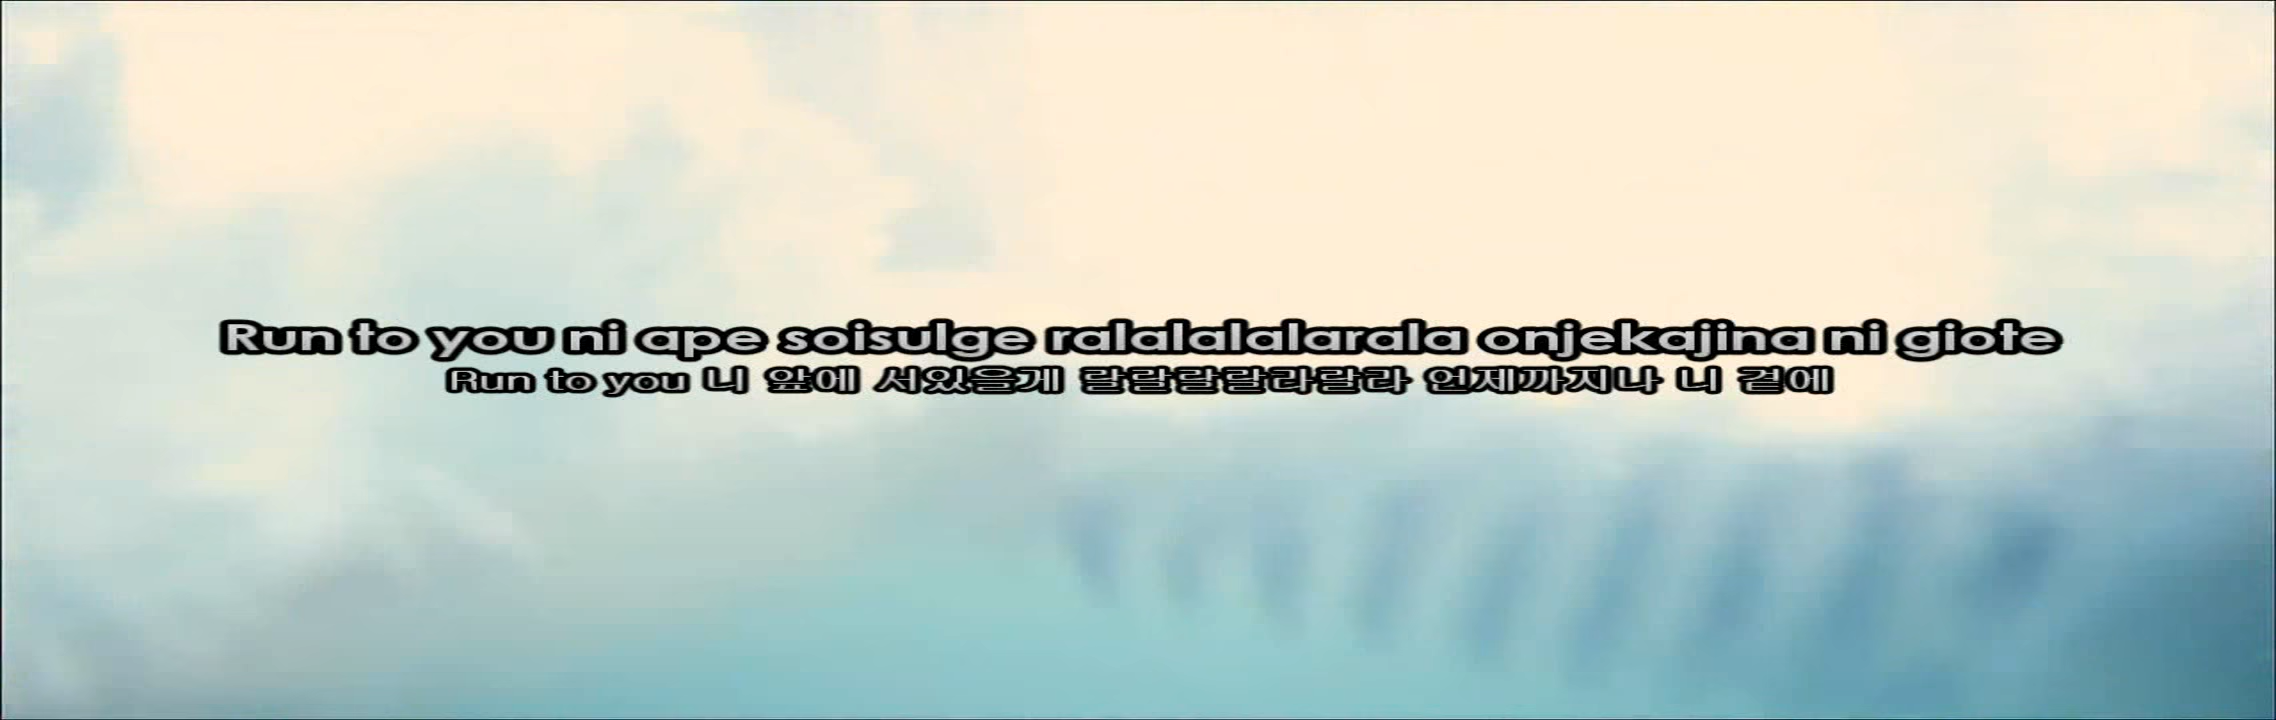 Run to you ni ape soisulge ralalalalarala onjekajina ni giote
Run to you 니 앞에 서있을게 랄랄랄랄라랄라 언제까지나 니 곁에